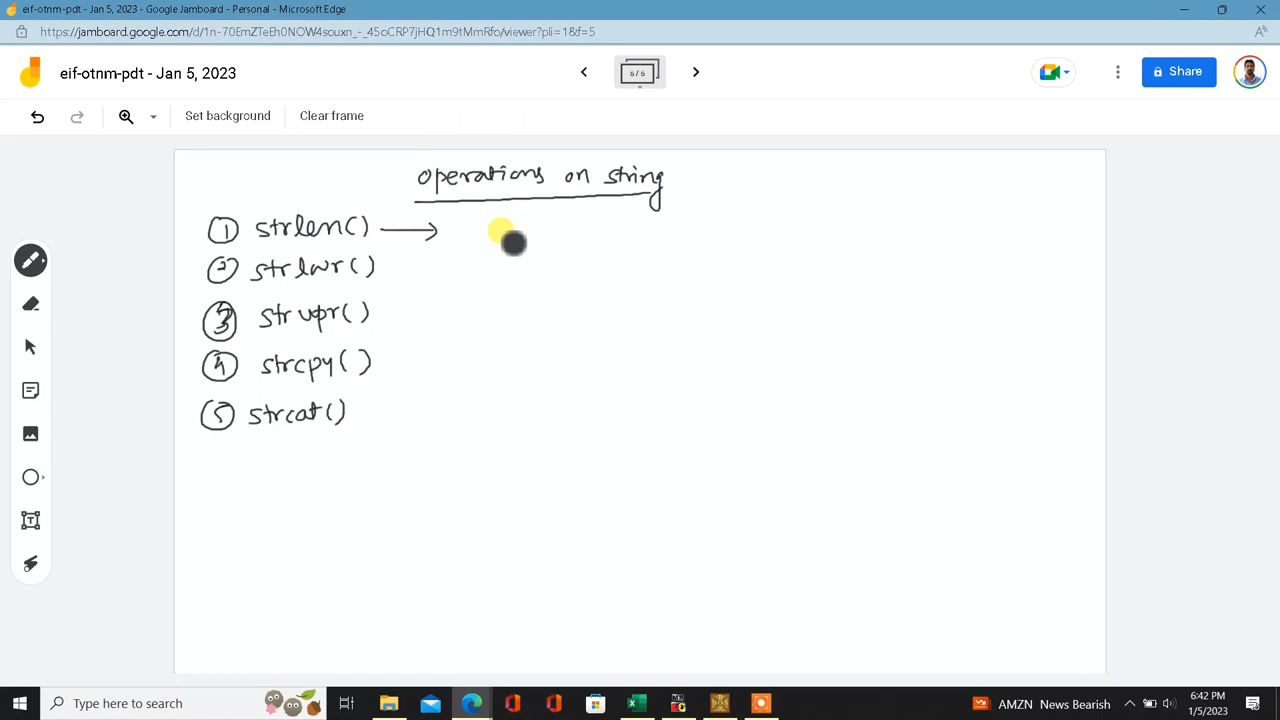 eif-otnm-pdt - Jan 5, 2023 - Google Jamboard - Personal - Microsoft Edge
https://jamboard.google.com/d/1n-70EmZTeEh0NOW4souxn_-_45oCRP7jHQ1m9tMmRfo/viewer?pli=1&f=5
eif-otnm-pdt - Jan 5, 2023
6/6
Share
Set background
Clear frame
operations on string
1 strlen() →
2 strlwr()
3 strupr()
4 strcpy()
5 strcat()
Type here to search
AMZN News Bearish
6:42 PM
1/5/2023